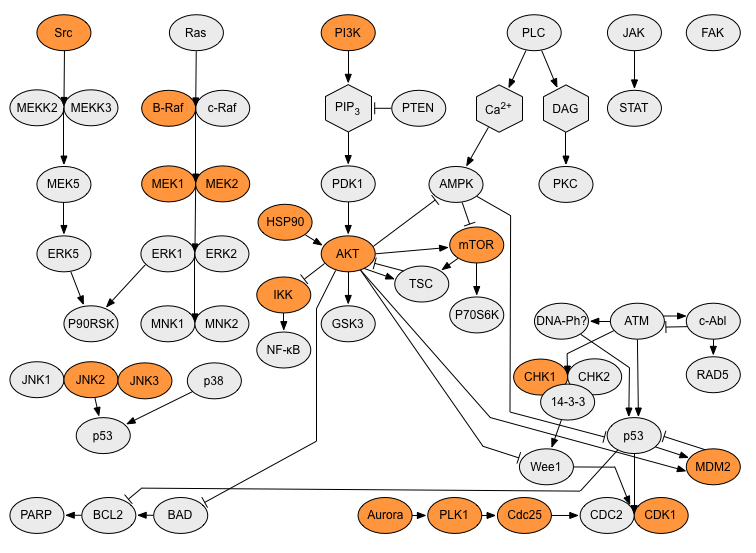 Src
Ras
PI3K
PLC
JAK
FAK
MEKK2
MEKK3
B-Raf
c-Raf
PIP₃
PTEN
Ca²⁺
DAG
STAT
MEK5
MEK1
MEK2
PDK1
AMPK
PKC
HSP90
ERK5
ERK1
ERK2
AKT
mTOR
TSC
IKK
P90RSK
MNK1
MNK2
GSK3
P70S6K
DNA-Ph?
ATM
c-Abl
NF-κB
JNK1
JNK2
JNK3
p38
CHK1
CHK2
RAD5
14-3-3
p53
p53
Wee1
MDM2
PARP
BCL2
BAD
Aurora
PLK1
Cdc25
CDC2
CDK1